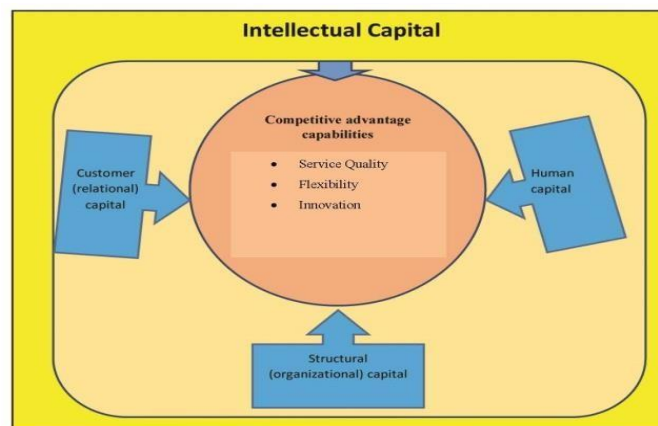 Intellectual Capital
Competitive advantage
capabilities
• Service Quality
• Flexibility
• Innovation
Customer
(relational)
capital
Human
capital
Structural
(organizational) capital